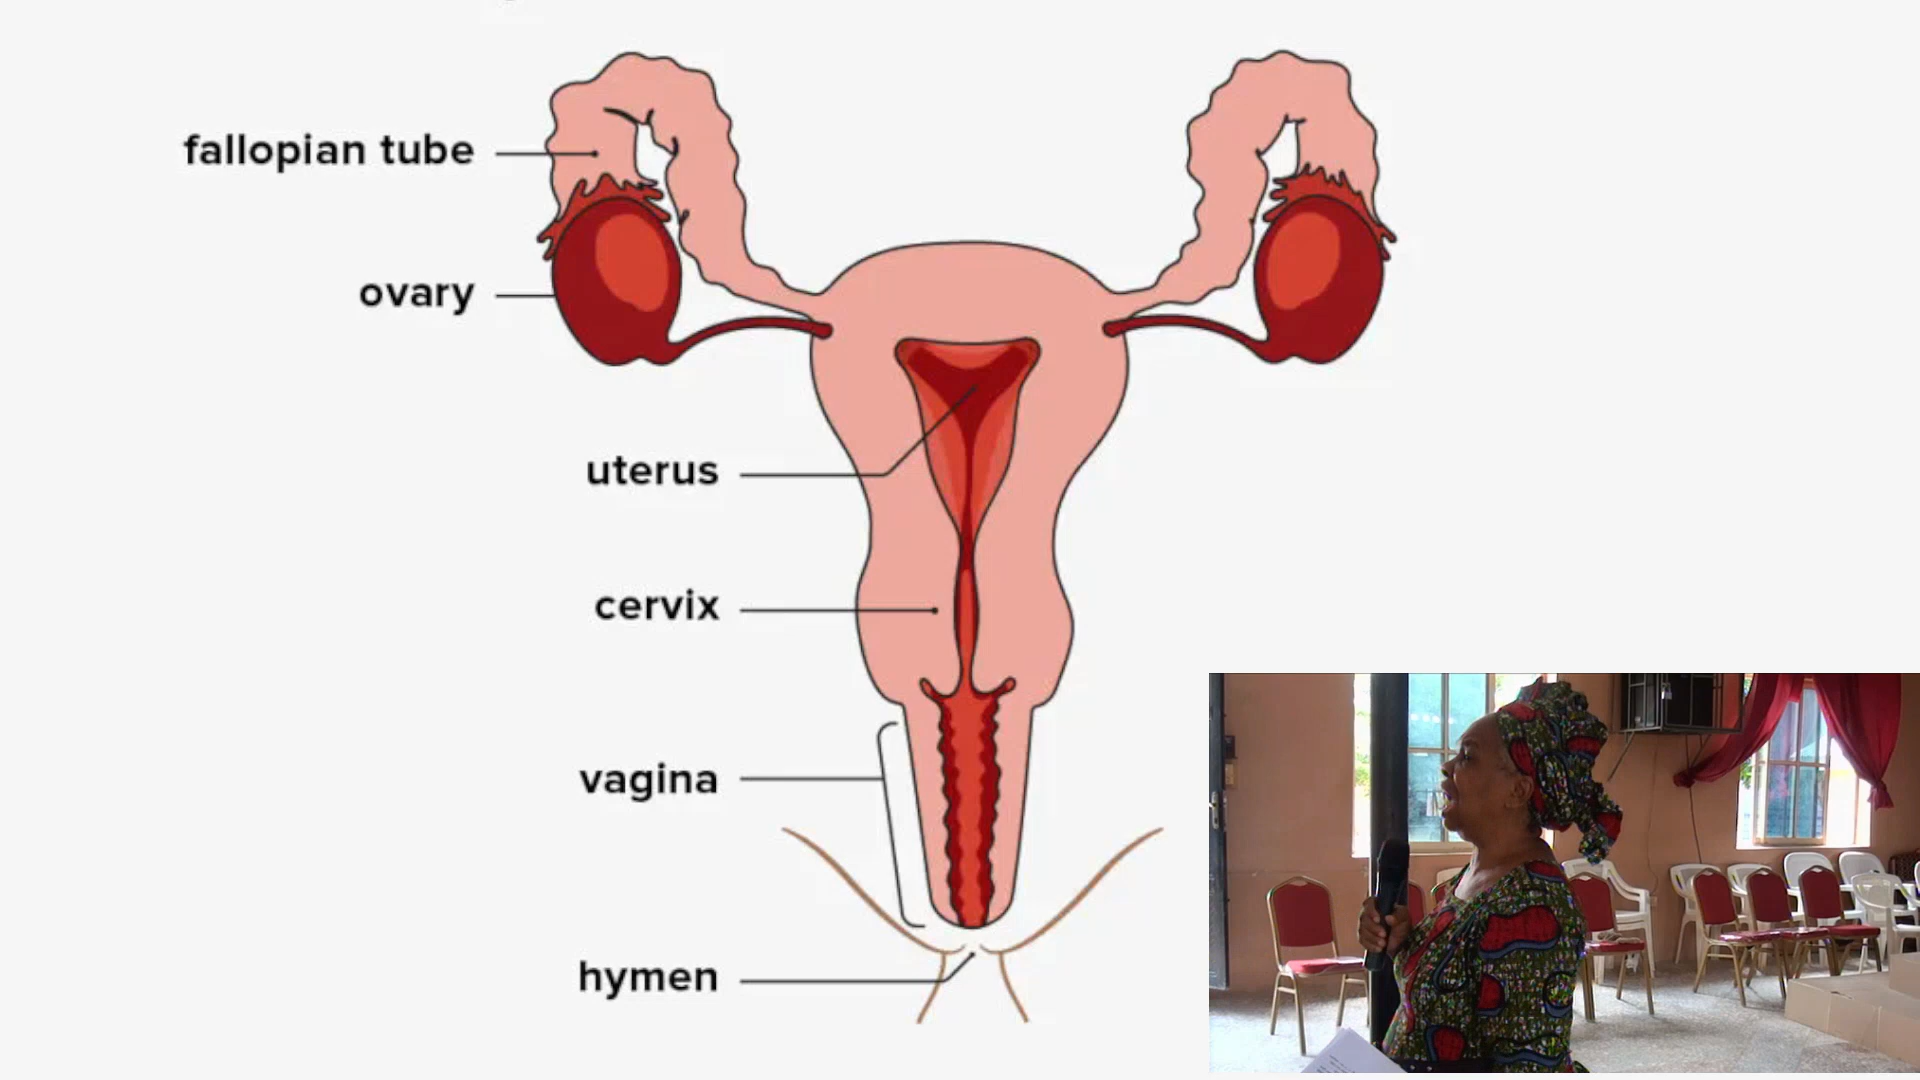 fallopian tube
ovary
uterus
cervix
vagina
hymen